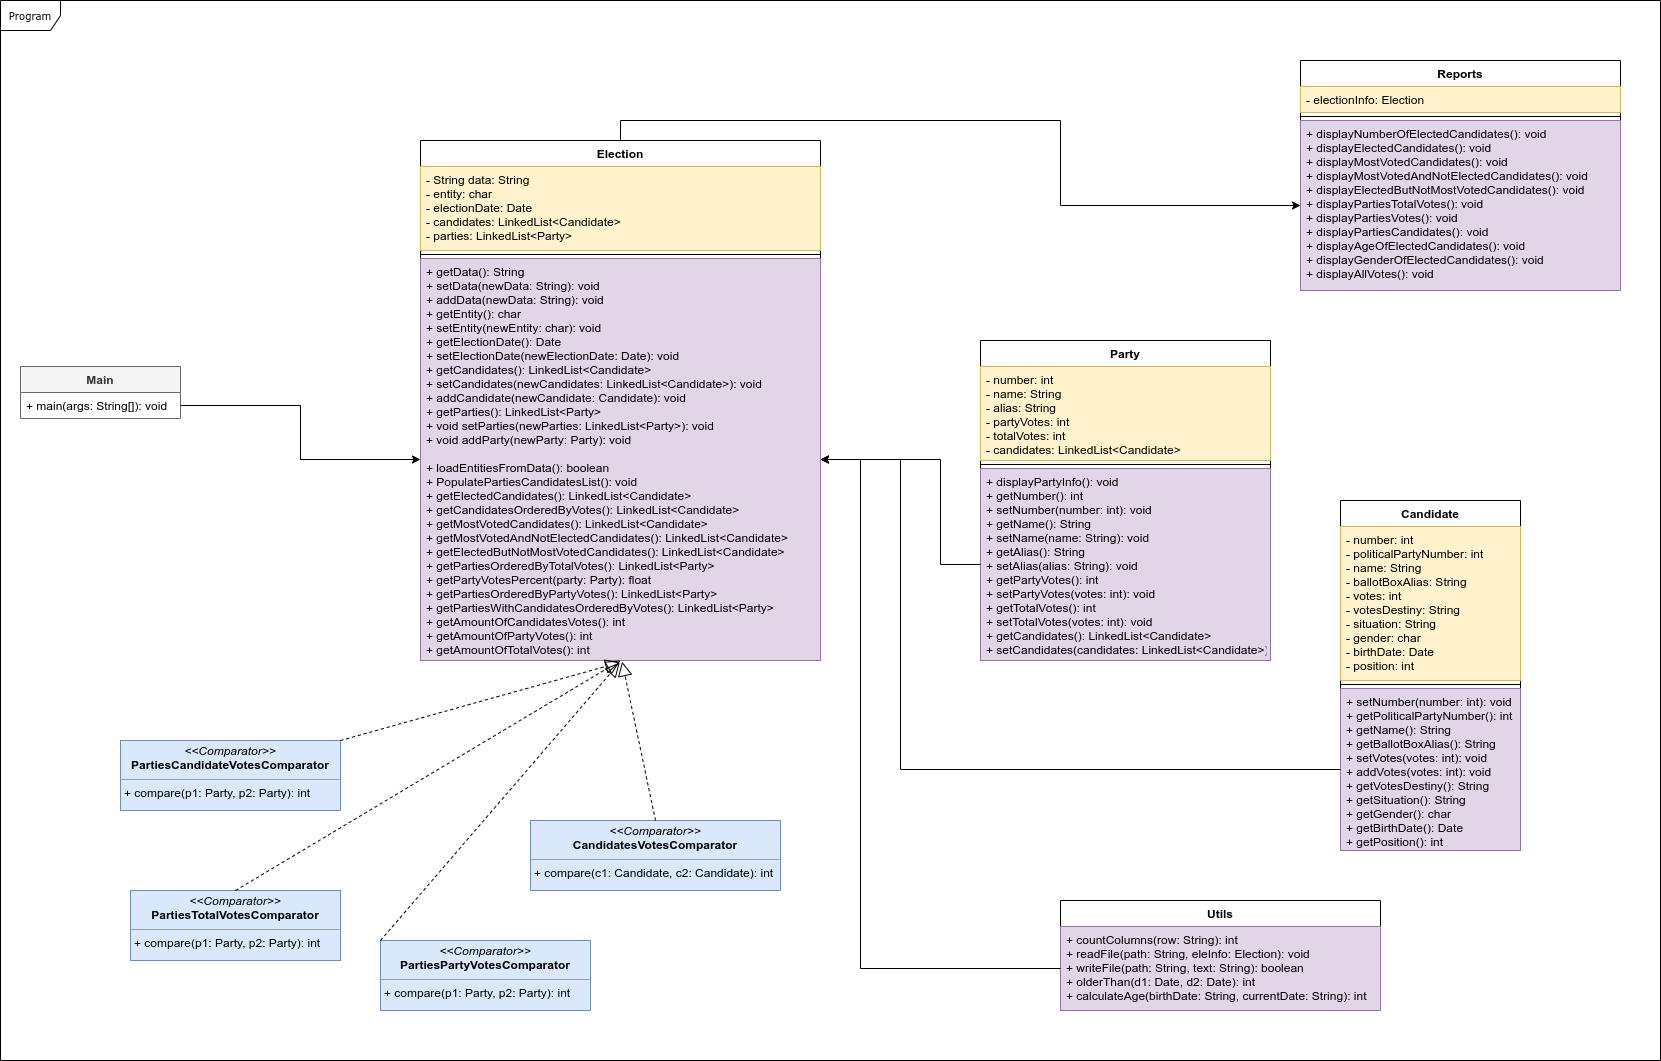 Program
Reports
- electionInfo: Election
+ displayNumberOfElectedCandidates(): void
+ displayElectedCandidates(): void
+ displayMostVotedCandidates(): void
+ displayMostVotedAndNotElectedCandidates(): void
+ displayElectedButNotMostVotedCandidates(): void
+ displayPartiesTotalVotes(): void
+ displayPartiesVotes(): void
+ displayPartiesCandidates(): void
+ displayAgeOfElectedCandidates(): void
+ displayGenderOfElectedCandidates(): void
+ displayAllVotes(): void
Election
- String data: String
- entity: char
- electionDate: Date
- candidates: LinkedList<Candidate>
- parties: LinkedList<Party>
+ getData(): String
+ setData(newData: String): void
+ addData(newData: String): void
+ getEntity(): char
+ setEntity(newEntity: char): void
+ getElectionDate(): Date
+ setElectionDate(newElectionDate: Date): void
+ getCandidates(): LinkedList<Candidate>
+ setCandidates(newCandidates: LinkedList<Candidate>): void
+ addCandidate(newCandidate: Candidate): void
+ getParties(): LinkedList<Party>
+ void setParties(newParties: LinkedList<Party>): void
+ void addParty(newParty: Party): void
+ loadEntitiesFromData(): boolean
+ PopulatePartiesCandidatesList(): void
+ getElectedCandidates(): LinkedList<Candidate>
+ getCandidatesOrderedByVotes(): LinkedList<Candidate>
+ getMostVotedCandidates(): LinkedList<Candidate>
+ getMostVotedAndNotElectedCandidates(): LinkedList<Candidate>
+ getElectedButNotMostVotedCandidates(): LinkedList<Candidate>
+ getPartiesOrderedByTotalVotes(): LinkedList<Party>
+ getPartyVotesPercent(party: Party): float
+ getPartiesOrderedByPartyVotes(): LinkedList<Party>
+ getPartiesWithCandidatesOrderedByVotes(): LinkedList<Party>
+ getAmountOfCandidatesVotes(): int
+ getAmountOfPartyVotes(): int
+ getAmountOfTotalVotes(): int
Main
+ main(args: String[]): void
Party
- number: int
- name: String
- alias: String
- partyVotes: int
- totalVotes: int
- candidates: LinkedList<Candidate>
+ displayPartyInfo(): void
+ getNumber(): int
+ setNumber(number: int): void
+ getName(): String
+ setName(name: String): void
+ getAlias(): String
+ setAlias(alias: String): void
+ getPartyVotes(): int
+ setPartyVotes(votes: int): void
+ getTotalVotes(): int
+ setTotalVotes(votes: int): void
+ getCandidates(): LinkedList<Candidate>
+ setCandidates(candidates: LinkedList<Candidate>)
Candidate
- number: int
- politicalPartyNumber: int
- name: String
- ballotBoxAlias: String
- votes: int
- votesDestiny: String
- situation: String
- gender: char
- birthDate: Date
- position: int
+ setNumber(number: int): void
+ getPoliticalPartyNumber(): int
+ getName(): String
+ getBallotBoxAlias(): String
+ setVotes(votes: int): void
+ addVotes(votes: int): void
+ getVotesDestiny(): String
+ getSituation(): String
+ getGender(): char
+ getBirthDate(): Date
+ getPosition(): int
<<Comparator>>
PartiesCandidateVotesComparator
+ compare(p1: Party, p2: Party): int
<<Comparator>>
CandidatesVotesComparator
+ compare(c1: Candidate, c2: Candidate): int
<<Comparator>>
PartiesTotalVotesComparator
+ compare(p1: Party, p2: Party): int
<<Comparator>>
PartiesPartyVotesComparator
+ compare(p1: Party, p2: Party): int
Utils
+ countColumns(row: String): int
+ readFile(path: String, eleInfo: Election): void
+ writeFile(path: String, text: String): boolean
+ olderThan(d1: Date, d2: Date): int
+ calculateAge(birthDate: String, currentDate: String): int